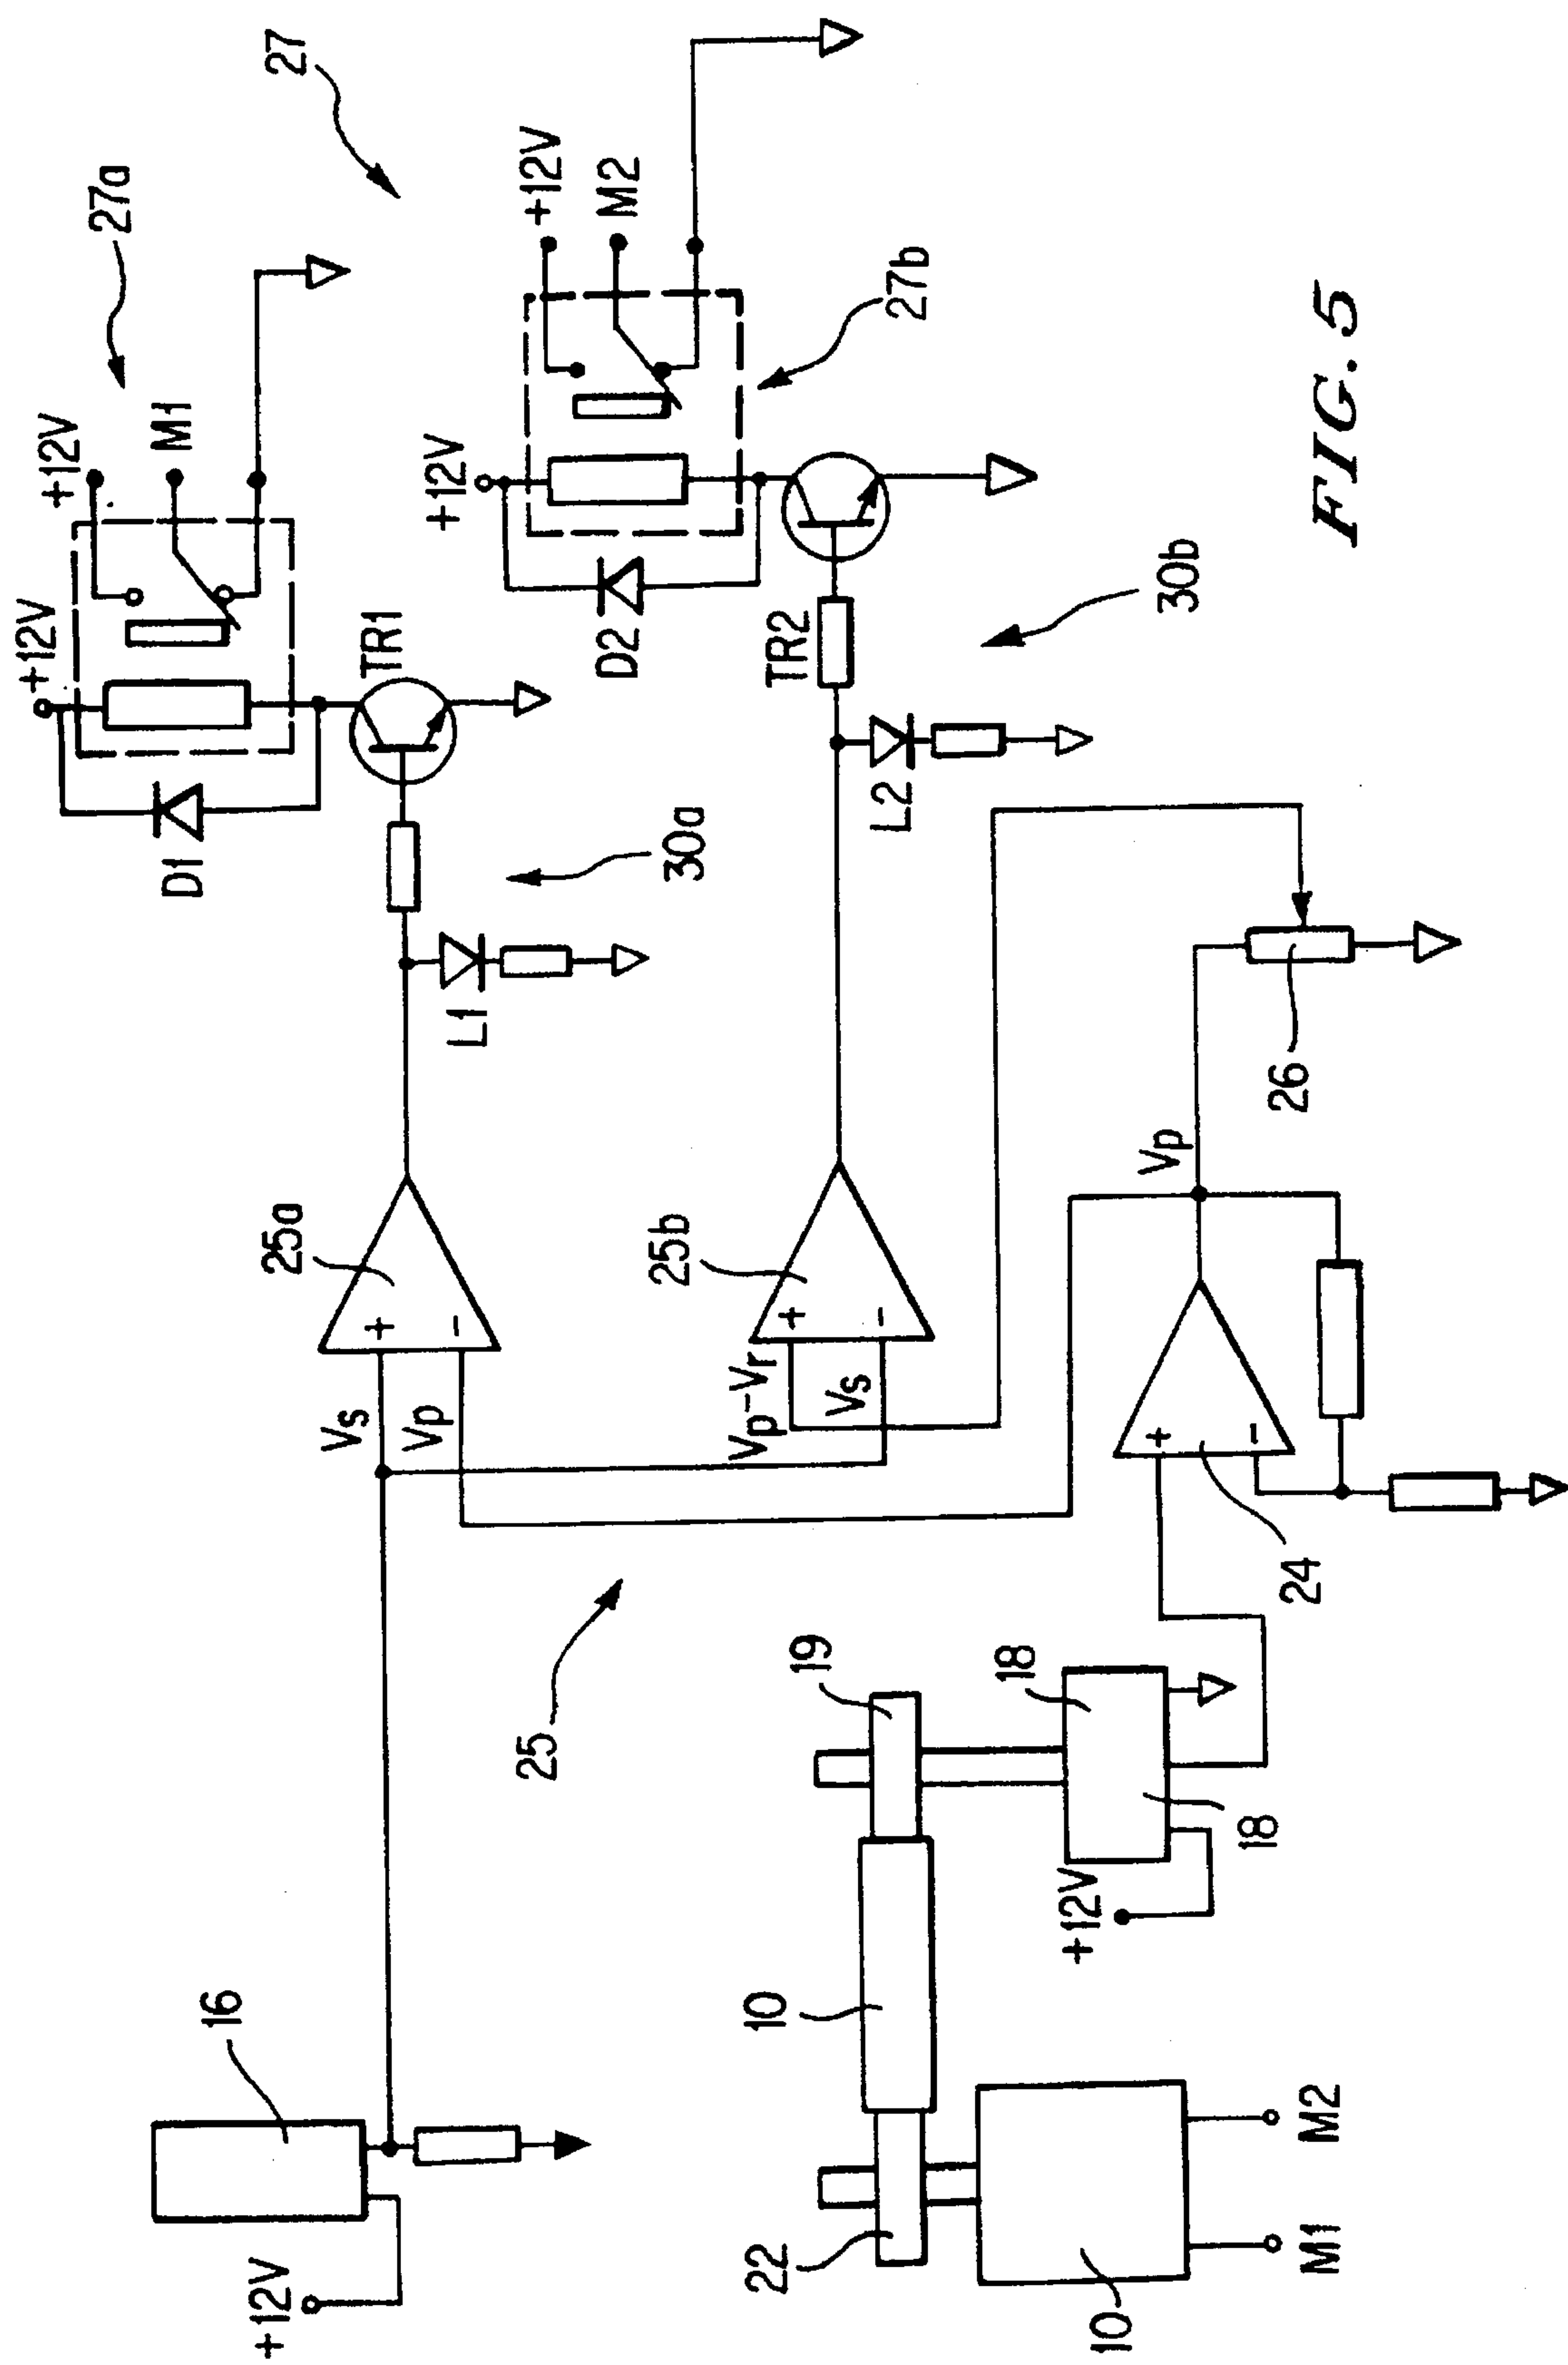 27
27a
+12V
M1
+12V
D1
TR1
30a
L1
+12V
M2
27b
+12V
D2
TR2
30b
L2
25a
+
-
Vs
Vp
25b
+
-
Vp-Vr
Vs
Vp
26
+
-
24
25
16
+12V
19
18
18
+12V
10
22
10
M1
M2
FIG. 5